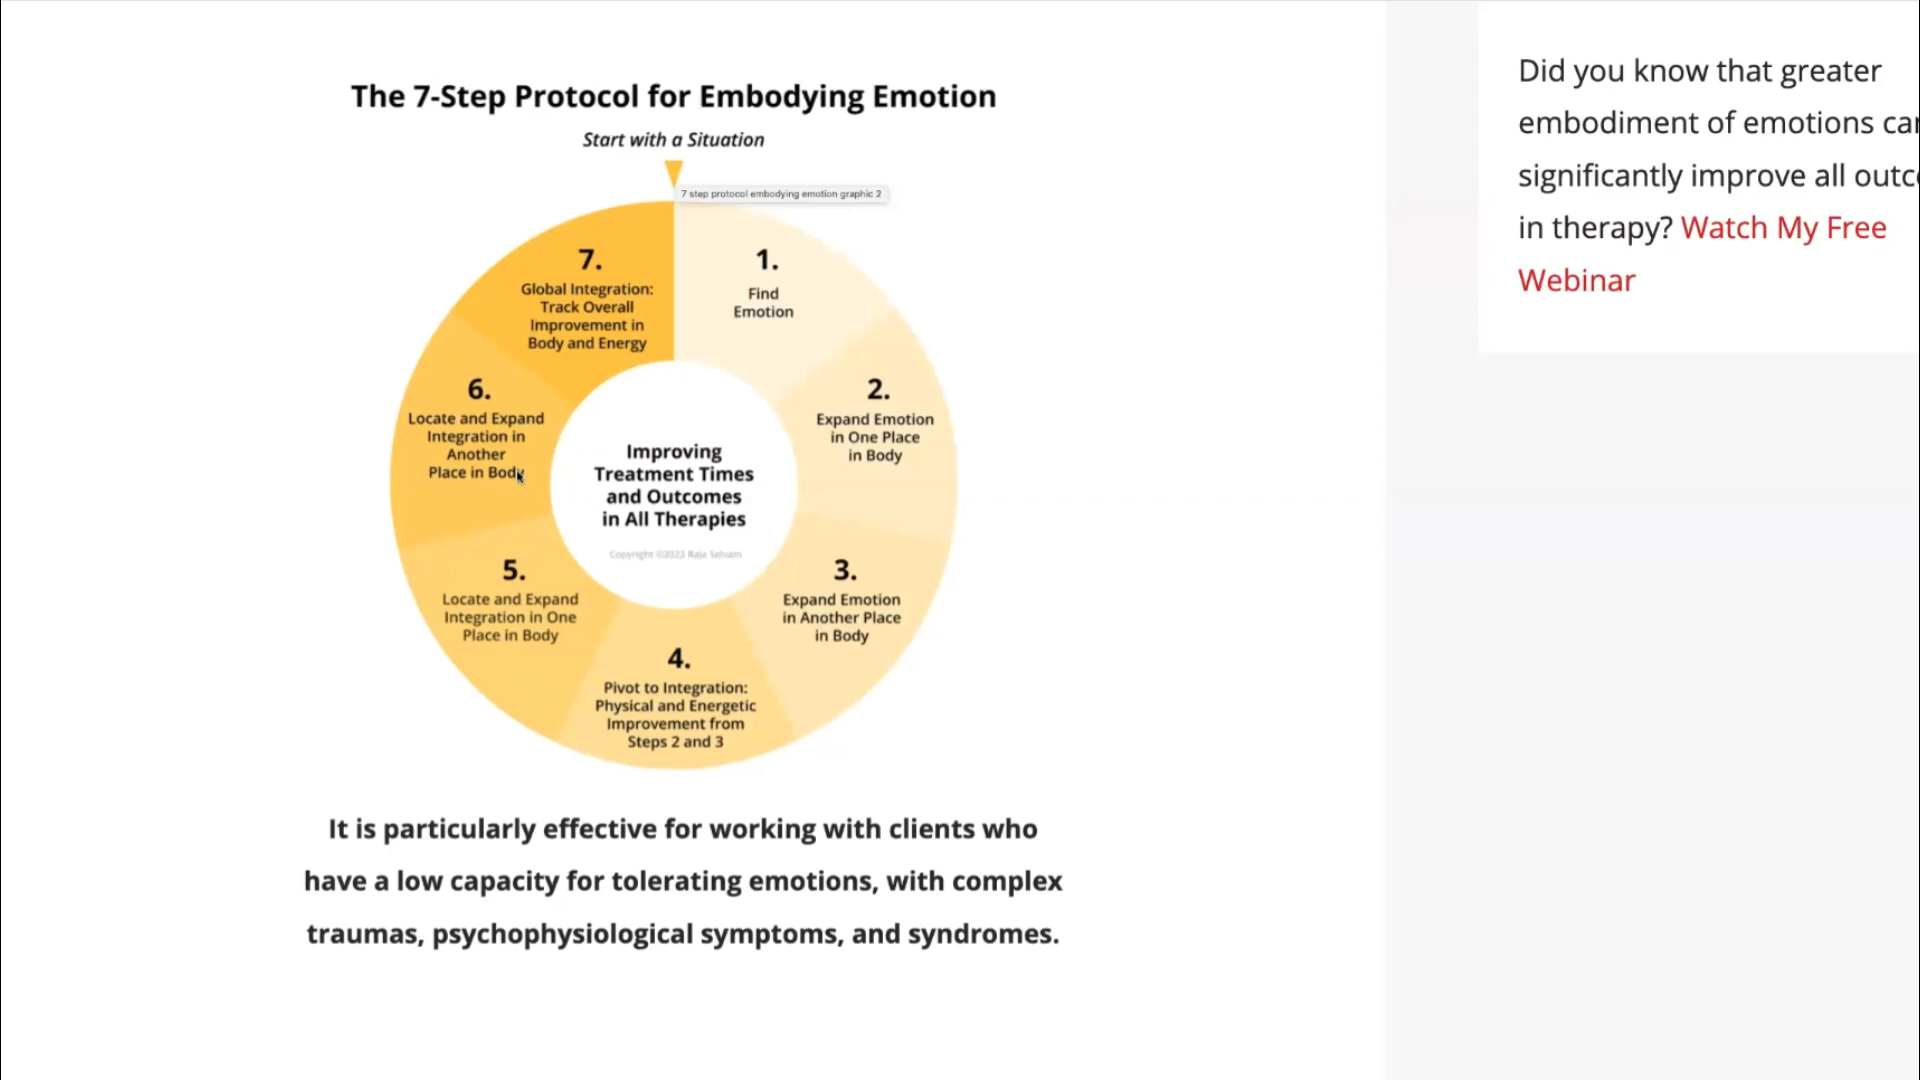 The 7-Step Protocol for Embodying Emotion
Start with a Situation
7 step protocol embodying emotion graphic 2
1.
Find
Emotion
2.
Expand Emotion
in One Place
in Body
3.
Expand Emotion
in Another Place
in Body
4.
Pivot to Integration:
Physical and Energetic
Improvement from
Steps 2 and 3
5.
Locate and Expand
Integration in One
Place in Body
6.
Locate and Expand
Integration in
Another
Place in Body
7.
Global Integration:
Track Overall
Improvement in
Body and Energy
Improving
Treatment Times
and Outcomes
in All Therapies
Copyright ©2023 Raja Selvam
It is particularly effective for working with clients who
have a low capacity for tolerating emotions, with complex
traumas, psychophysiological symptoms, and syndromes.
Did you know that greater
embodiment of emotions
significantly improve all
in therapy? Watch My Free
Webinar